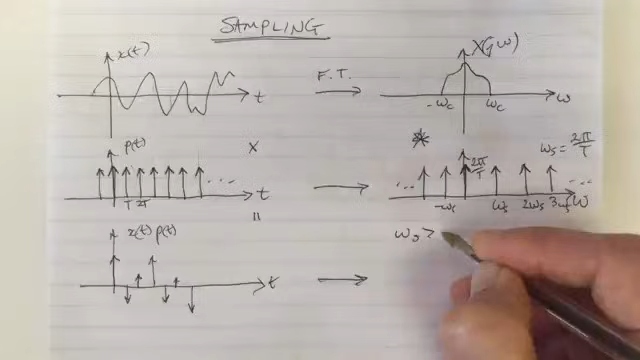 SAMPLING
x(t)
X(jω)
F.T.
t
-ωc
ωc
ω
p(t)
×
*
ωs = 2π/T
2π/T
...
t
...
...
T
2T
-ωs
ωs
2ωs
3ωs
ω
=
x(t) p(t)
ωs >
t